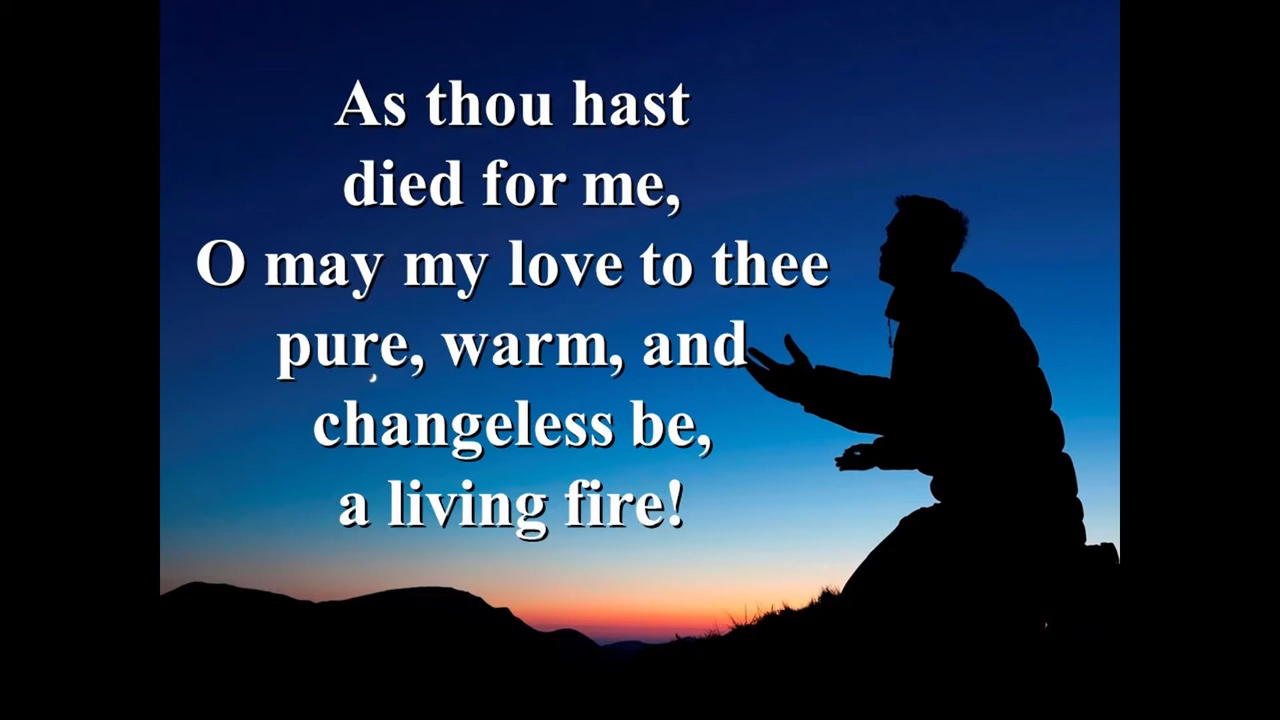 As thou hast
died for me,
O may my love to thee
pure, warm, and
changeless be,
a living fire!